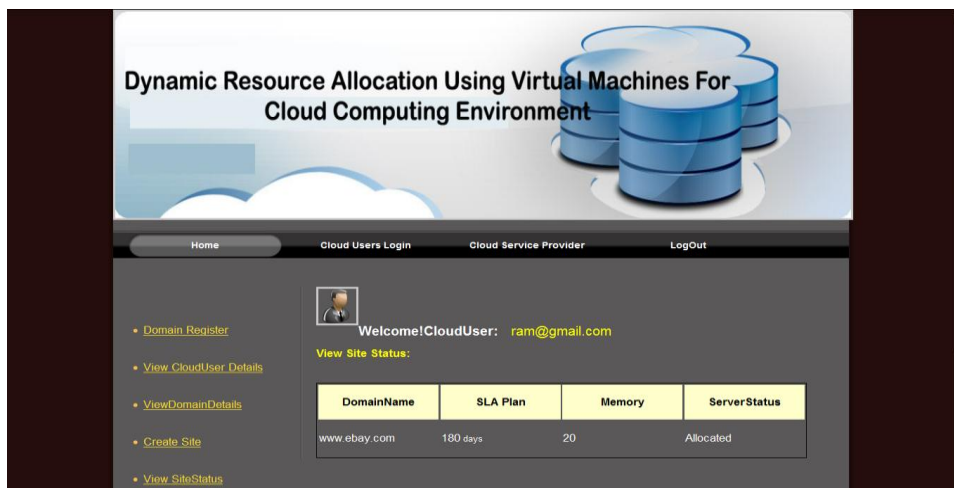 Dynamic Resource Allocation Using Virtual Machines For
Cloud Computing Environment
Home Cloud Users Login Cloud Service Provider LogOut
Welcome!CloudUser: ram@gmail.com
View Site Status:
Domain Register
View CloudUser Details
ViewDomainDetails
Create Site
View SiteStatus
DomainName SLA Plan Memory ServerStatus
www.ebay.com 180 days 20 Allocated